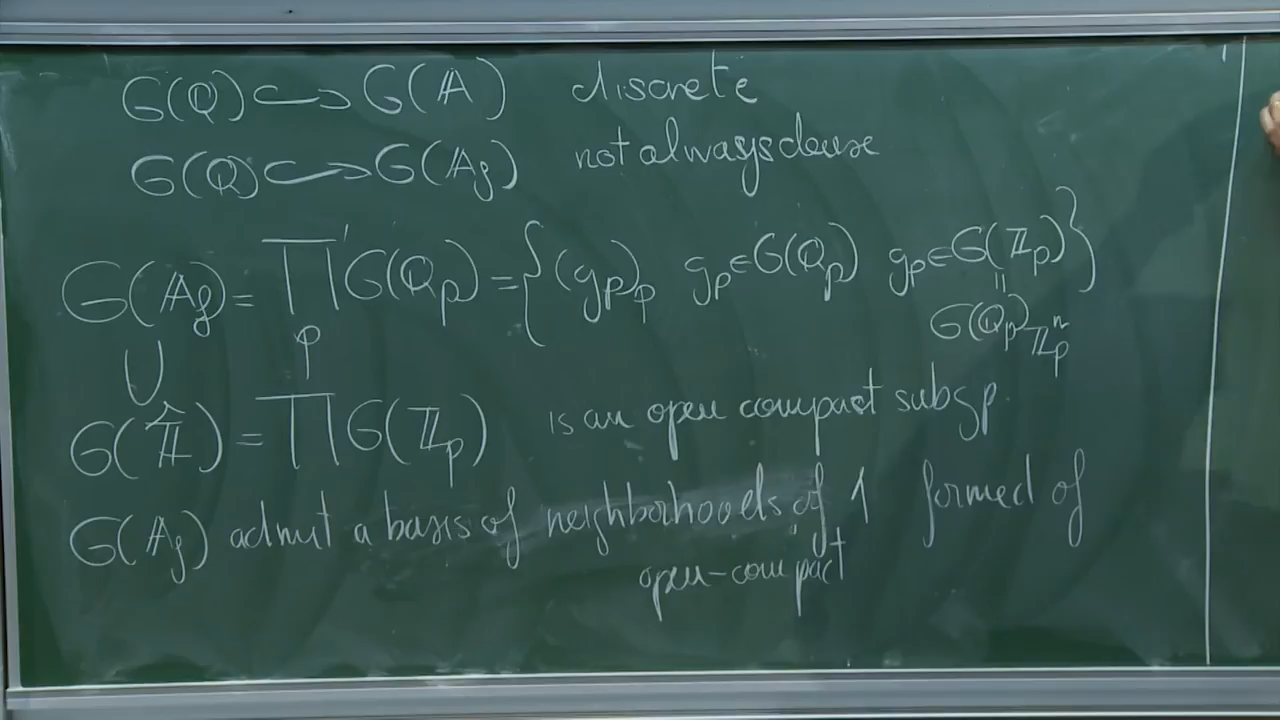 G(ℚ) ↪ G(𝔸) discrete
G(ℚ) ↪ G(𝔸_f) not always dense
G(𝔸_f) = ∏'_p G(ℚ_p) = { (g_p)_p g_p ∈ G(ℚ_p) g_p ∈ G(ℤ_p) }
∪ || G(ℚ_p)_{ℤ_p^n}
G(ℤ̂) = ∏ G(ℤ_p) is an open compact subgp.
G(𝔸_f) admit a basis of neighborhoods of 1 formed of
open-compact